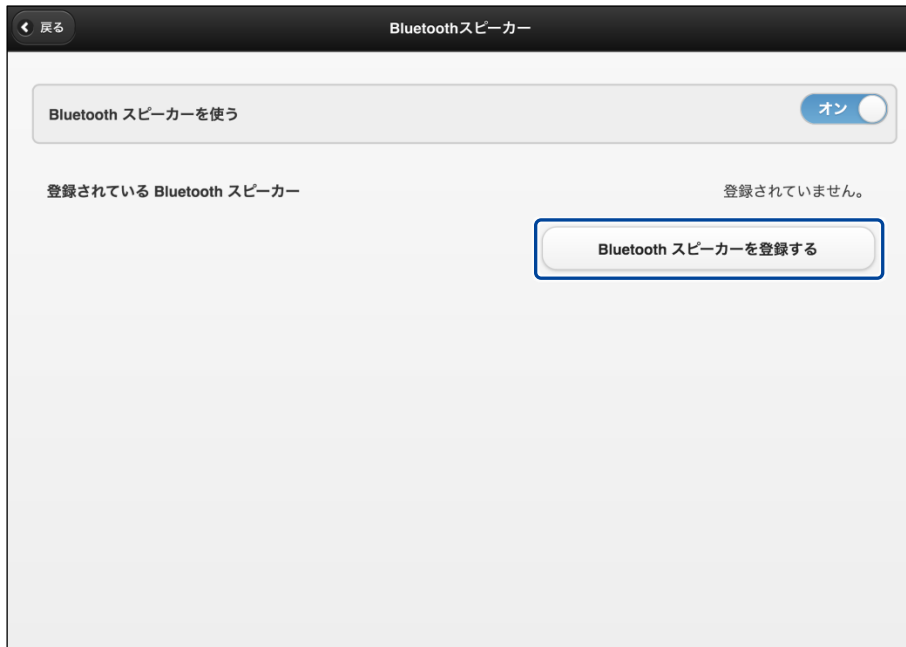 戻る
Bluetoothスピーカー
Bluetooth スピーカーを使う
オン
登録されている Bluetooth スピーカー
登録されていません。
Bluetooth スピーカーを登録する